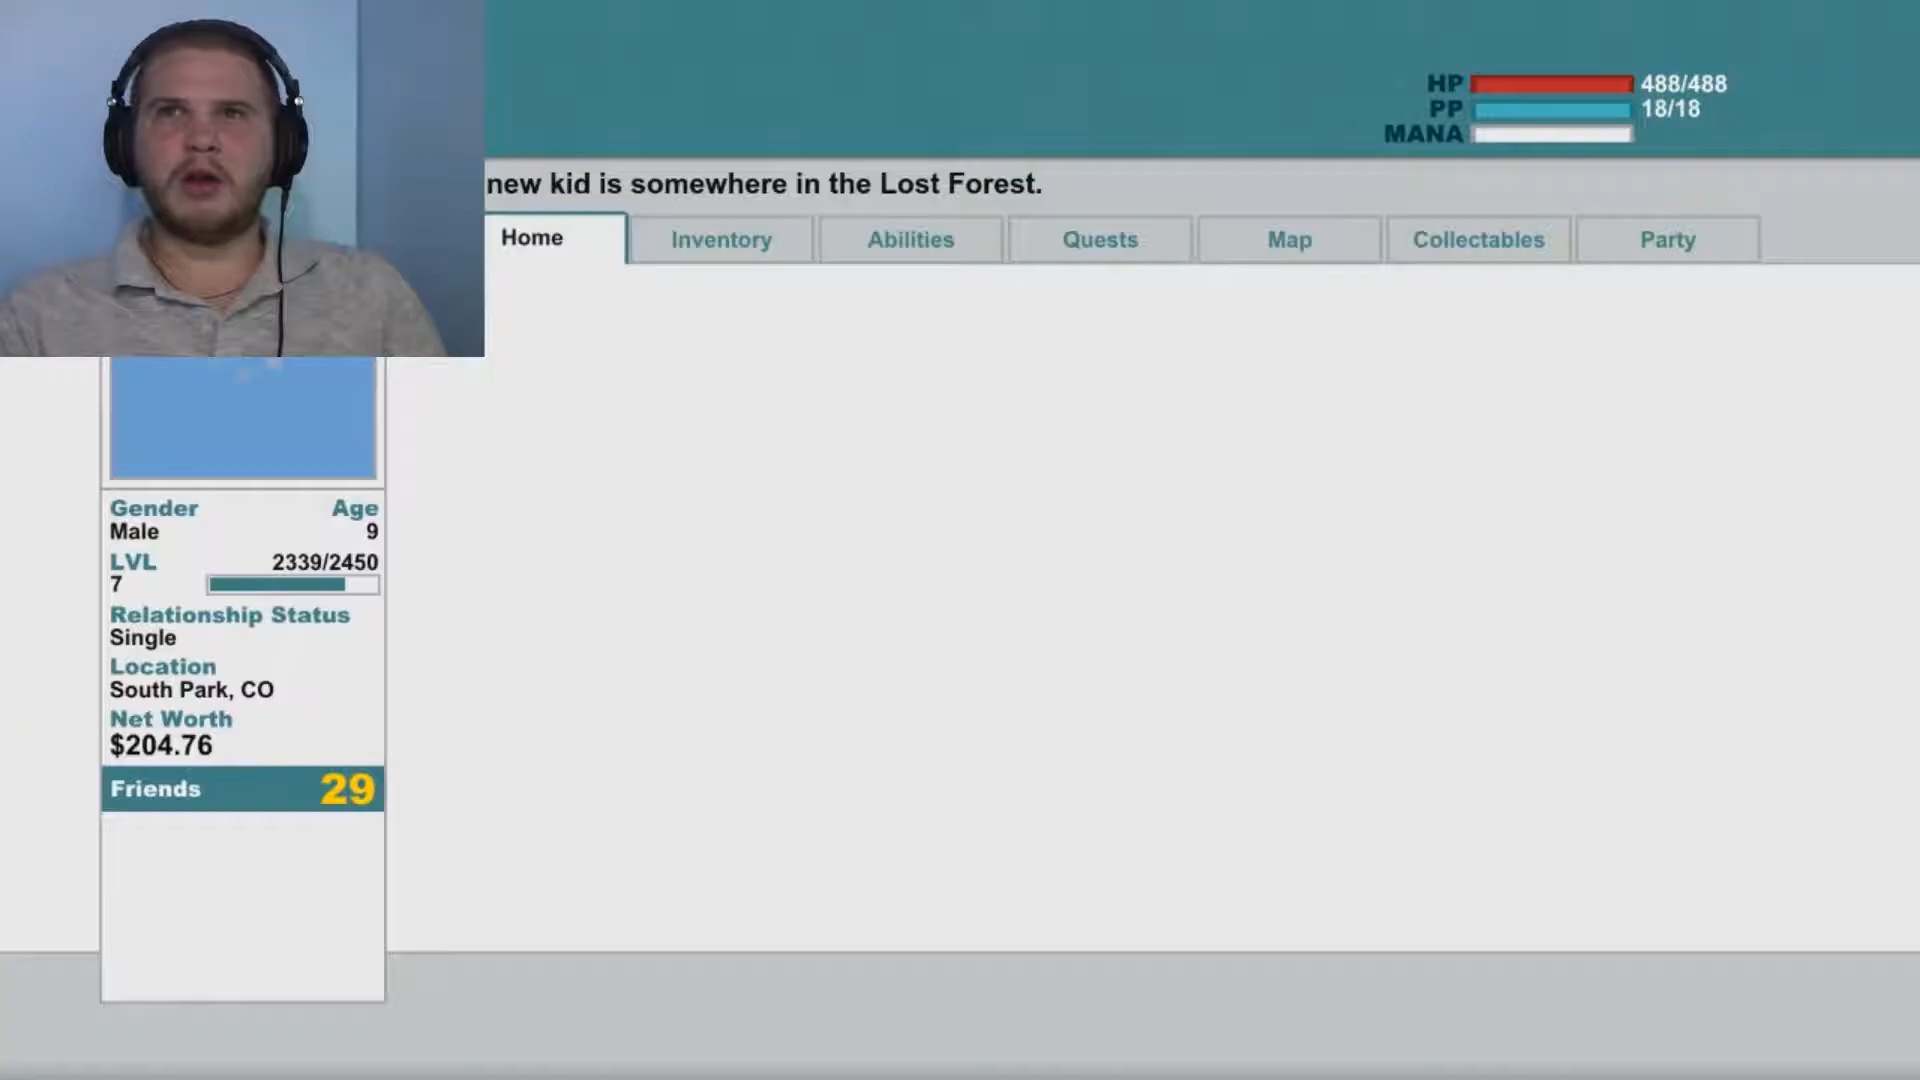 HP 488/488
PP 18/18
MANA
new kid is somewhere in the Lost Forest.
Home Inventory Abilities Quests Map Collectables Party
Gender Age
Male 9
LVL 2339/2450
7
Relationship Status
Single
Location
South Park, CO
Net Worth
$204.76
Friends 29